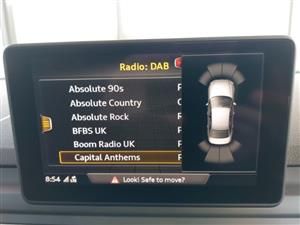 Radio: DAB
Absolute 90s
Absolute Country
Absolute Rock
BFBS UK
Boom Radio UK
Capital Anthems
8:54
Look! Safe to move?